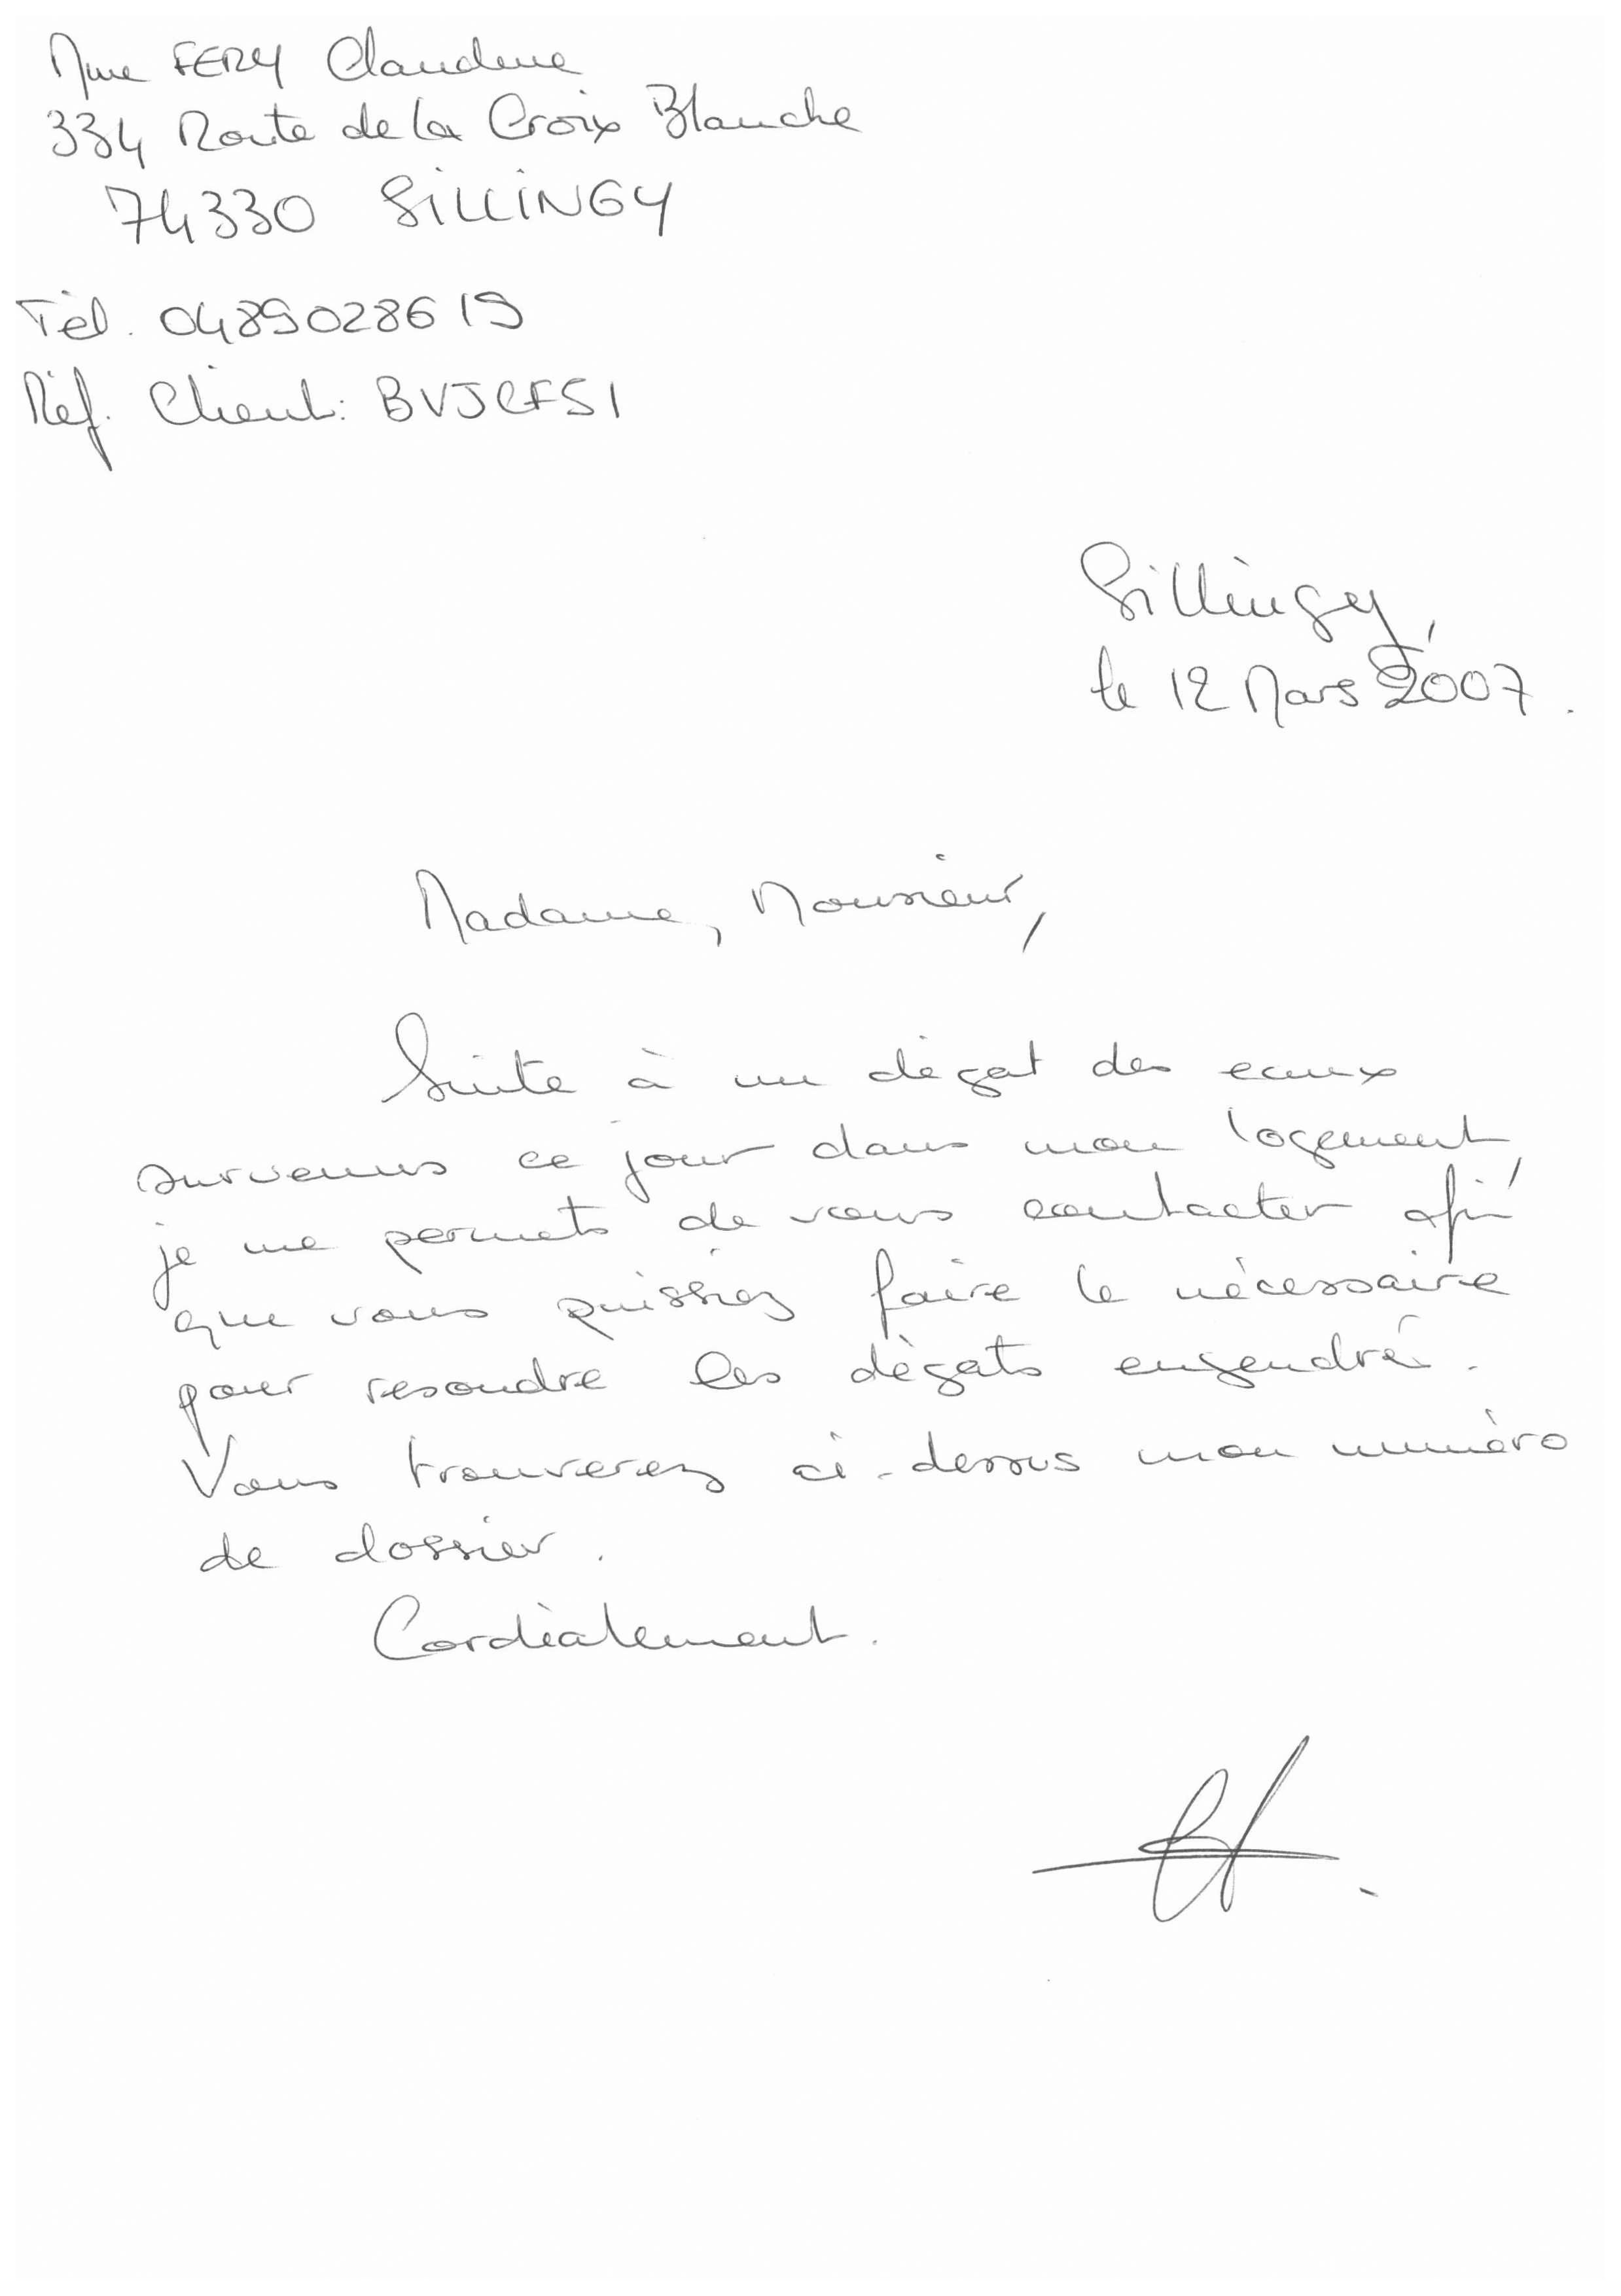 Mme FERY Claudine
334 Route de la Croix Blanche
74330 SILLINGY
Tél. 0489028619
Réf. Client: BVJCF51
Sillingy,
le 12 Mars 2007.
Madame, Monsieur,
Suite à un dégat des eaux
survenus ce jour dans mon logement,
je me permets de vous contacter afin
que vous puissiez faire le nécessaire
pour resoudre les dégats engendré.
Vous trouverez ci-dessus mon numéro
de dossier.
Cordialement.